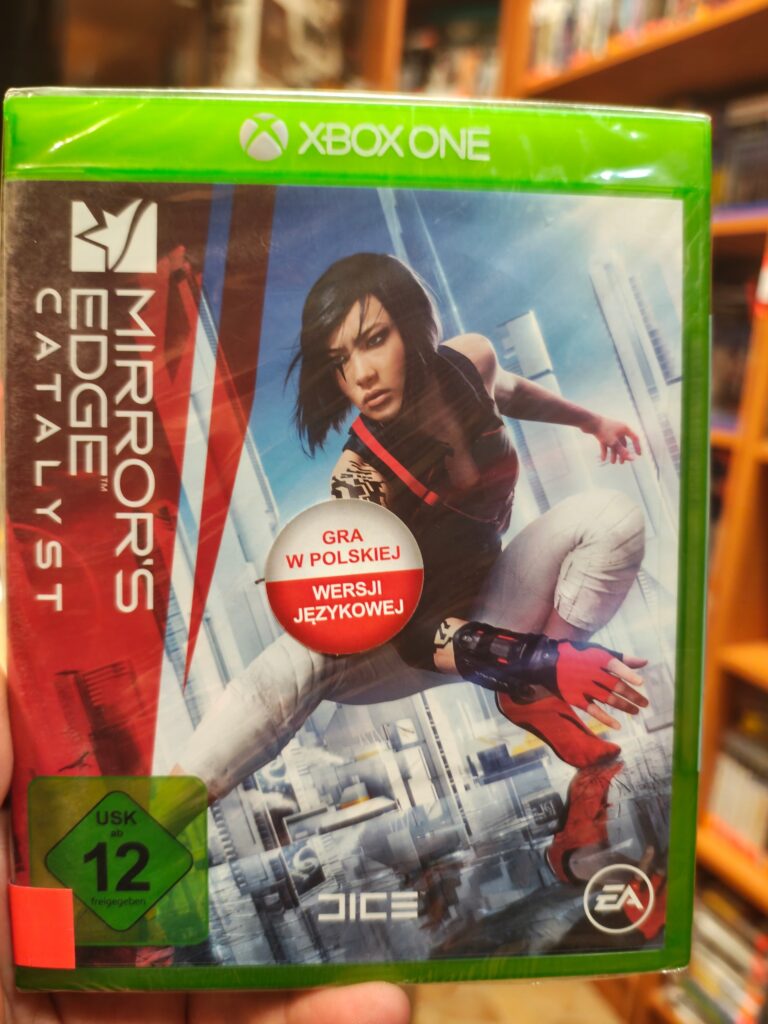 XBOX ONE
MIRROR'S
EDGE™
CATALYST
GRA
W POLSKIEJ
WERSJI
JĘZYKOWEJ
USK
ab
12
freigegeben
DICE
EA